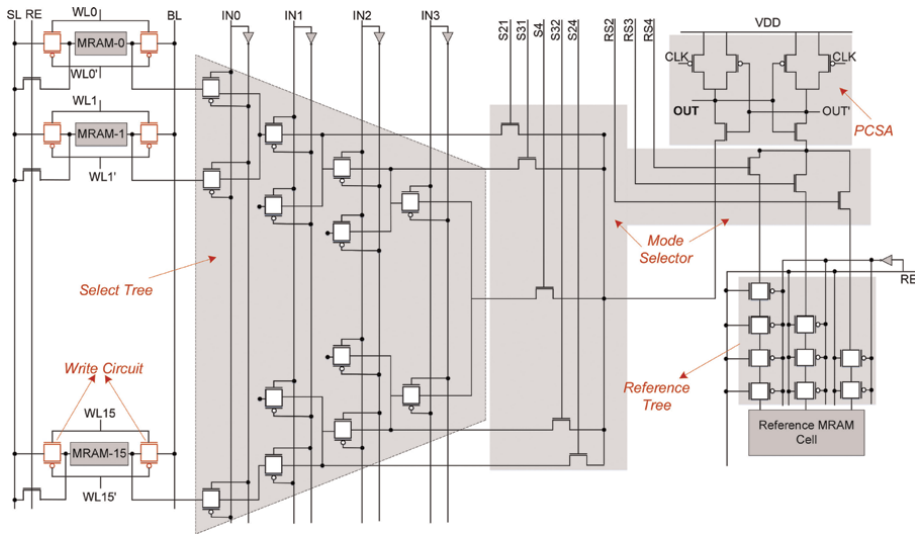 SL RE WL0 BL IN0 IN1 IN2 IN3 S21 S31 S4 S32 S24 RS2 RS3 RS4 VDD
MRAM-0
WL0'
CLK CLK
WL1
OUT OUT'
MRAM-1
PCSA
WL1'
Mode
Selector
Select Tree
RE
Write Circuit
Reference
Tree
WL15
Reference MRAM
Cell
MRAM-15
WL15'